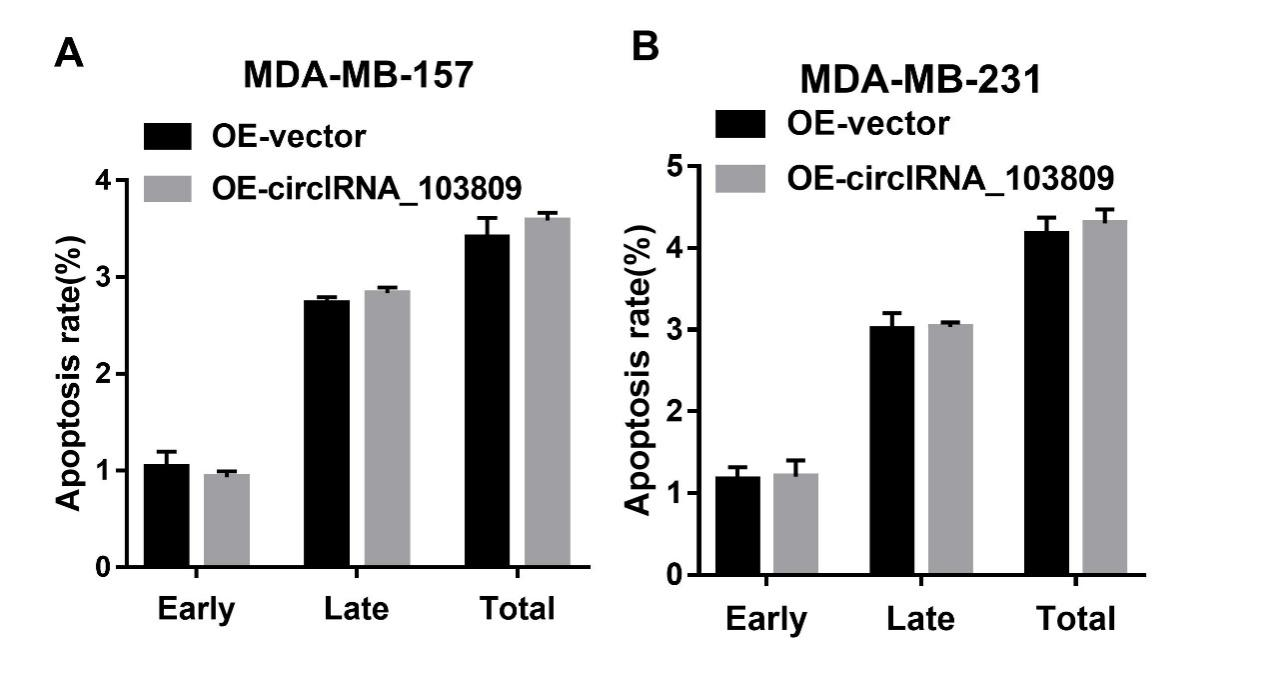 A
MDA-MB-157
OE-vector
OE-circlRNA_103809
Apoptosis rate(%)
4
3
2
1
0
Early Late Total
B
MDA-MB-231
OE-vector
OE-circlRNA_103809
Apoptosis rate(%)
5
4
3
2
1
0
Early Late Total